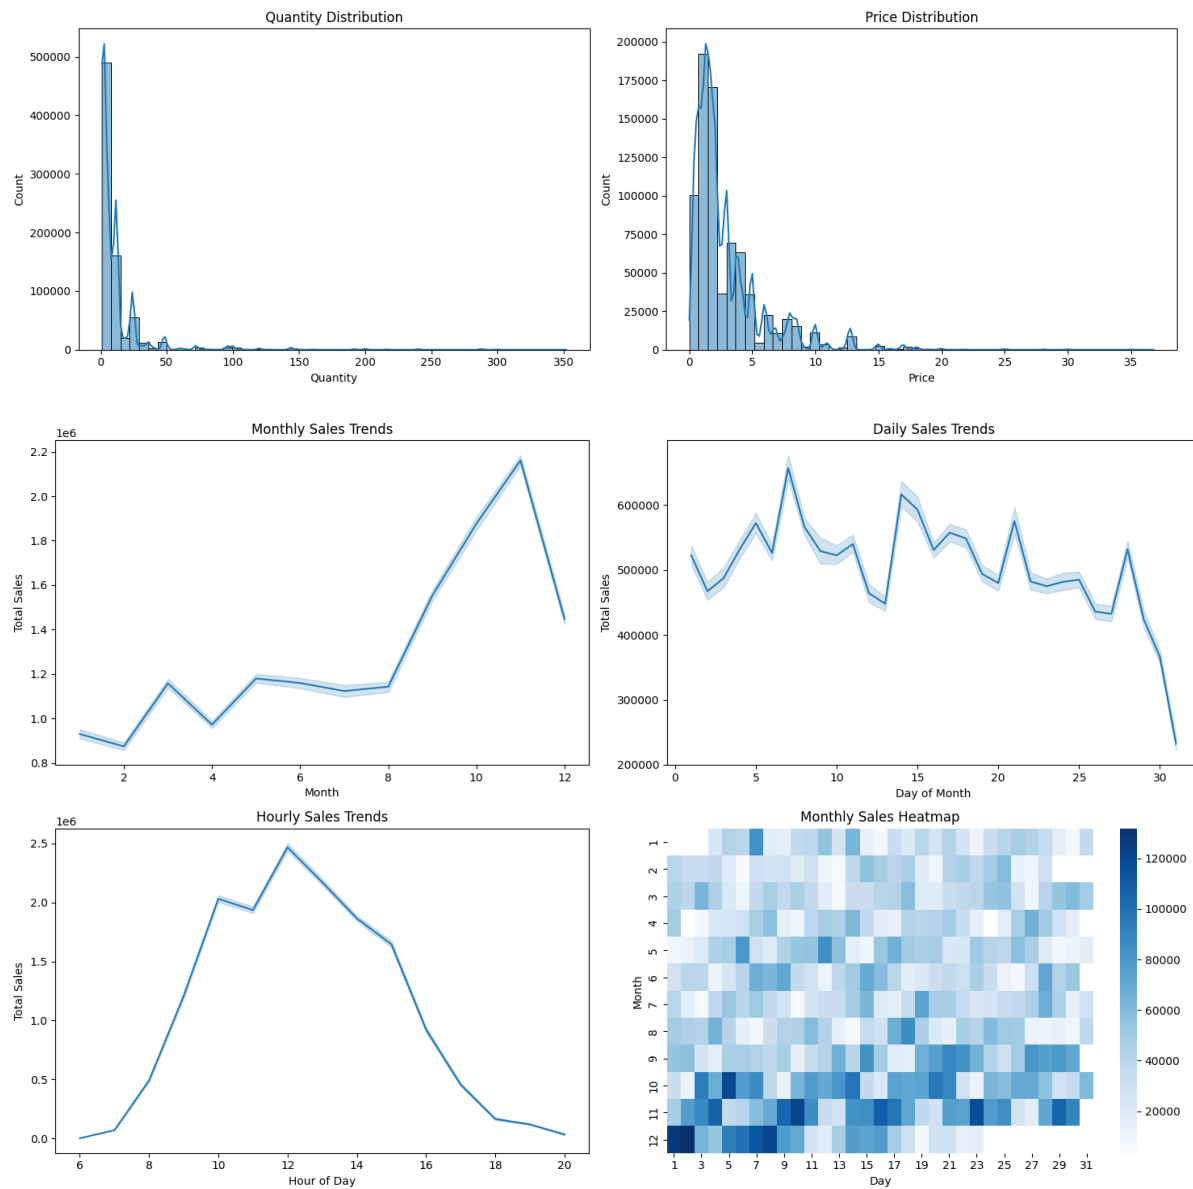 Quantity Distribution
500000
400000
300000
200000
100000
0
Count
0 50 100 150 200 250 300 350
Quantity
Price Distribution
200000
175000
150000
125000
100000
75000
50000
25000
0
Count
0 5 10 15 20 25 30 35
Price
Monthly Sales Trends
1e6
2.2
2.0
1.8
1.6
1.4
1.2
1.0
0.8
Total Sales
2 4 6 8 10 12
Month
Daily Sales Trends
600000
500000
400000
300000
200000
Total Sales
0 5 10 15 20 25 30
Day of Month
Hourly Sales Trends
1e6
2.5
2.0
1.5
1.0
0.5
0.0
Total Sales
6 8 10 12 14 16 18 20
Hour of Day
Monthly Sales Heatmap
1
2
3
4
5
6
7
8
9
10
11
12
Month
1 3 5 7 9 11 13 15 17 19 21 23 25 27 29 31
Day
120000
100000
80000
60000
40000
20000